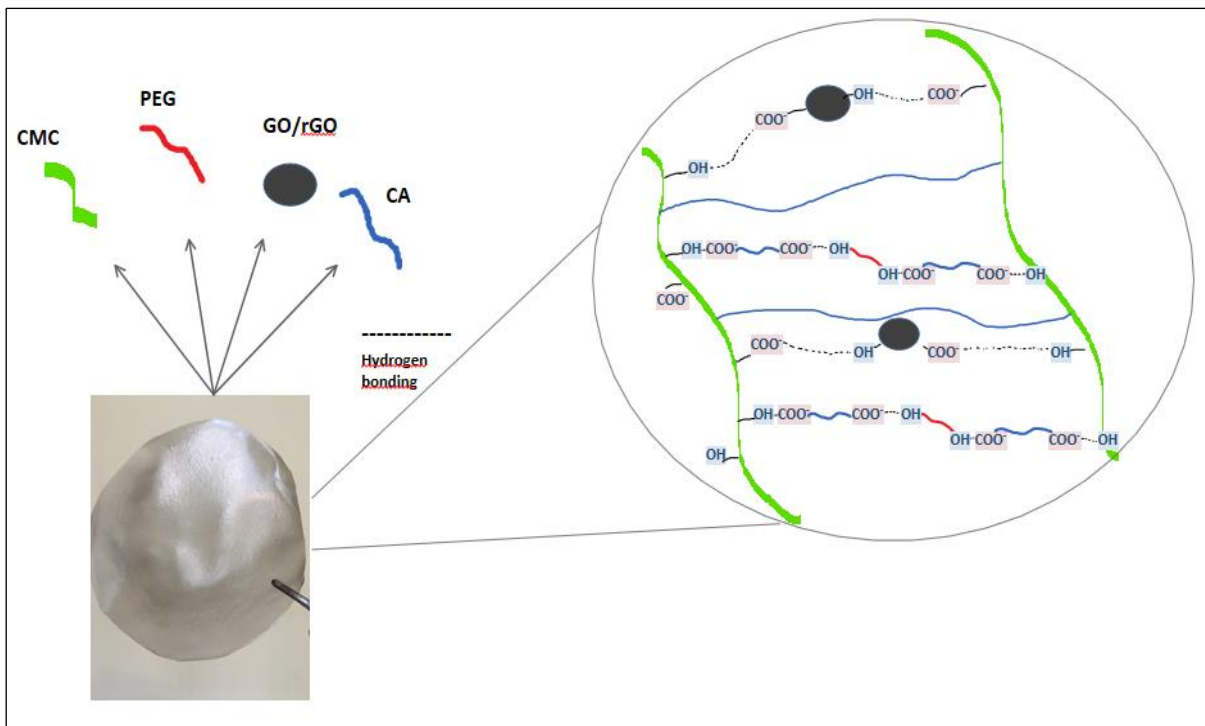 PEG
GO/rGO
CMC
CA
------------
Hydrogen
bonding
OH COO⁻
COO⁻
OH
OH COO⁻ COO⁻ OH
OH COO⁻ COO⁻ OH
COO⁻
COO⁻ OH COO⁻ OH
OH COO⁻ COO⁻ OH
OH COO⁻ COO⁻ OH
OH